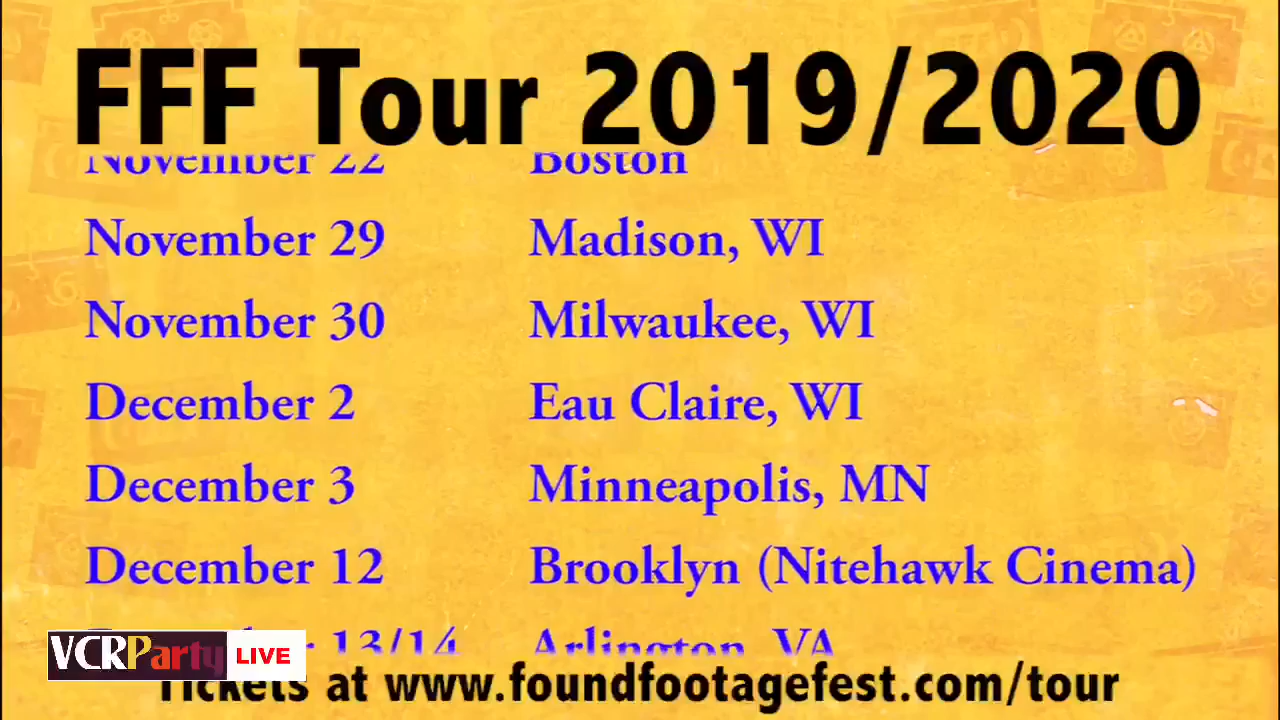 FFF Tour 2019/2020
November 22 Boston
November 29 Madison, WI
November 30 Milwaukee, WI
December 2 Eau Claire, WI
December 3 Minneapolis, MN
December 12 Brooklyn (Nitehawk Cinema)
13/14 Arlington, VA
VCRParty LIVE
Tickets at www.foundfootagefest.com/tour